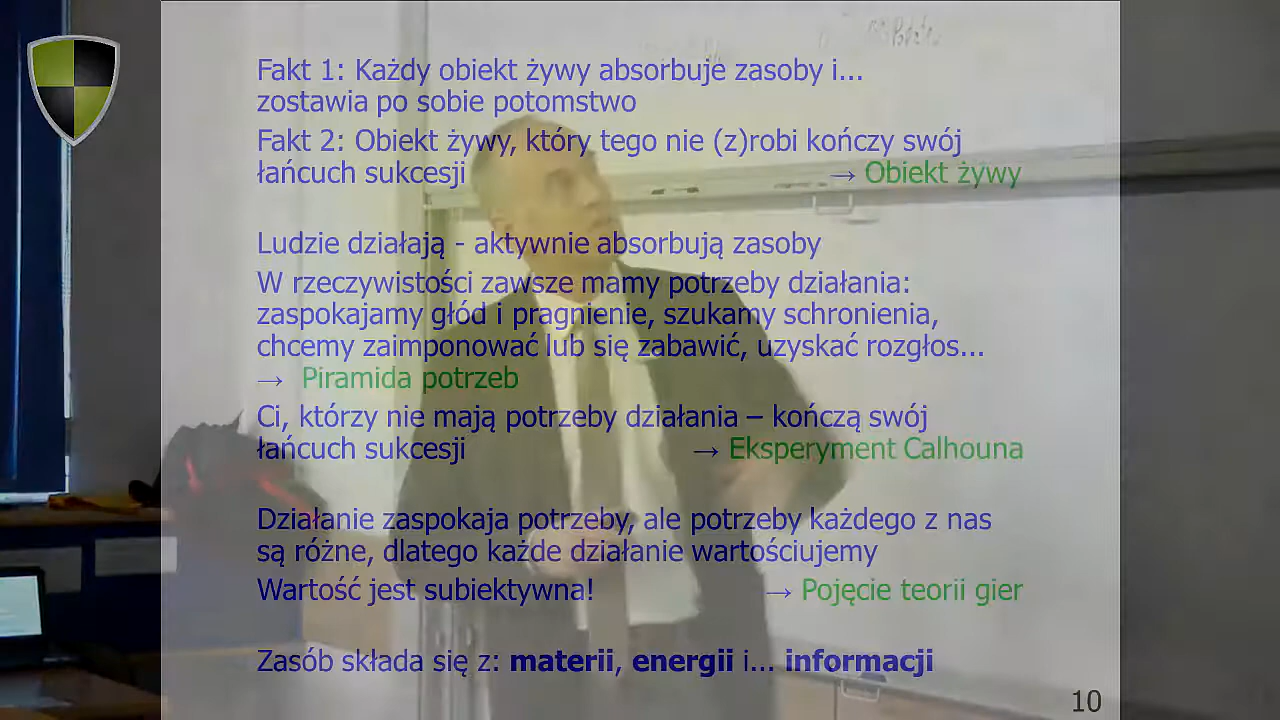 Fakt 1: Każdy obiekt żywy absorbuje zasoby i...
zostawia po sobie potomstwo
Fakt 2: Obiekt żywy, który tego nie (z)robi kończy swój
łańcuch sukcesji → Obiekt żywy
Ludzie działają - aktywnie absorbują zasoby
W rzeczywistości zawsze mamy potrzeby działania:
zaspokajamy głód i pragnienie, szukamy schronienia,
chcemy zaimponować lub się zabawić, uzyskać rozgłos...
→ Piramida potrzeb
Ci, którzy nie mają potrzeby działania – kończą swój
łańcuch sukcesji → Eksperyment Calhouna
Działanie zaspokaja potrzeby, ale potrzeby każdego z nas
są różne, dlatego każde działanie wartościujemy
Wartość jest subiektywna! → Pojęcie teorii gier
Zasób składa się z: materii, energii i... informacji
10